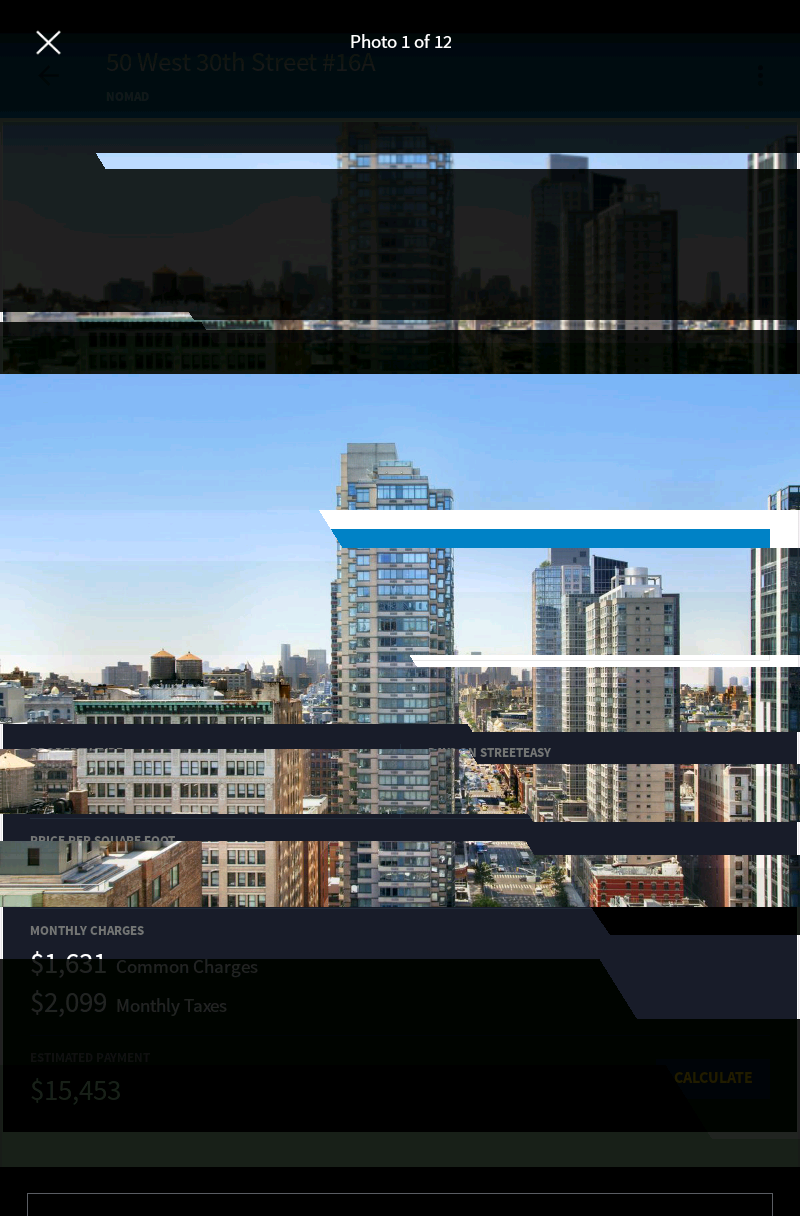 Photo 1 of 12
50 West 30th Street #16A
NOMAD
N STREETEASY
PRICE PER SQUARE FOOT
MONTHLY CHARGES
$1,631 Common Charges
$2,099 Monthly Taxes
ESTIMATED PAYMENT
CALCULATE
$15,453